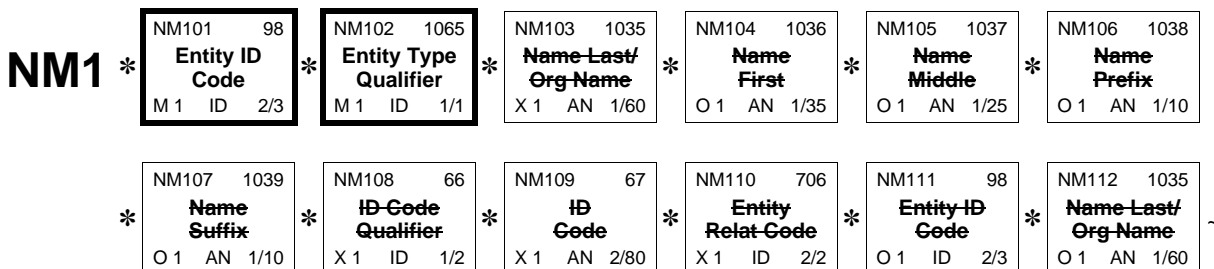 NM101 98 NM102 1065 NM103 1035 NM104 1036 NM105 1037 NM106 1038
NM1 * Entity ID Code * Entity Type Qualifier * Name Last/ Org Name * Name First * Name Middle * Name Prefix
M 1 ID 2/3 M 1 ID 1/1 X 1 AN 1/60 O 1 AN 1/35 O 1 AN 1/25 O 1 AN 1/10
NM107 1039 NM108 66 NM109 67 NM110 706 NM111 98 NM112 1035
* Name Suffix * ID Code Qualifier * ID Code * Entity Relat Code * Entity ID Code * Name Last/ Org Name ~
O 1 AN 1/10 X 1 ID 1/2 X 1 AN 2/80 X 1 ID 2/2 O 1 ID 2/3 O 1 AN 1/60